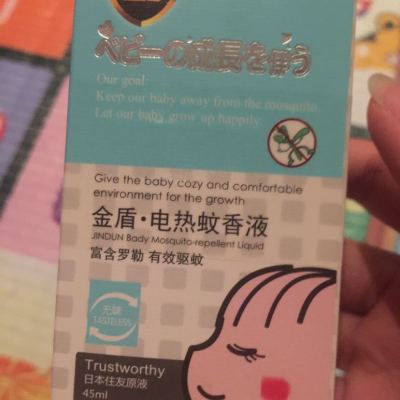 ベビーの成長を伴う
Our goal:
Keep our baby away from the mosquito.
Let our baby grow up happily.
Give the baby cozy and comfortable
environment for the growth
金盾·电热蚊香液
JINDUN Bady Mosquito-repellent Liquid
富含罗勒 有效驱蚊
无味
TASTELESS
Trustworthy
日本住友原液
45ml